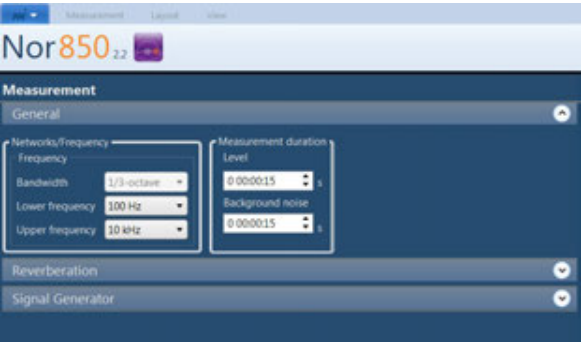 Measurement Layout view
Nor850 2.2
Measurement
General
Networks/Frequency
Frequency
Bandwidth 1/3-octave
Lower frequency 100 Hz
Upper frequency 10 kHz
Measurement duration
Level
0 00:00:15 s
Background noise
0 00:00:15 s
Reverberation
Signal Generator